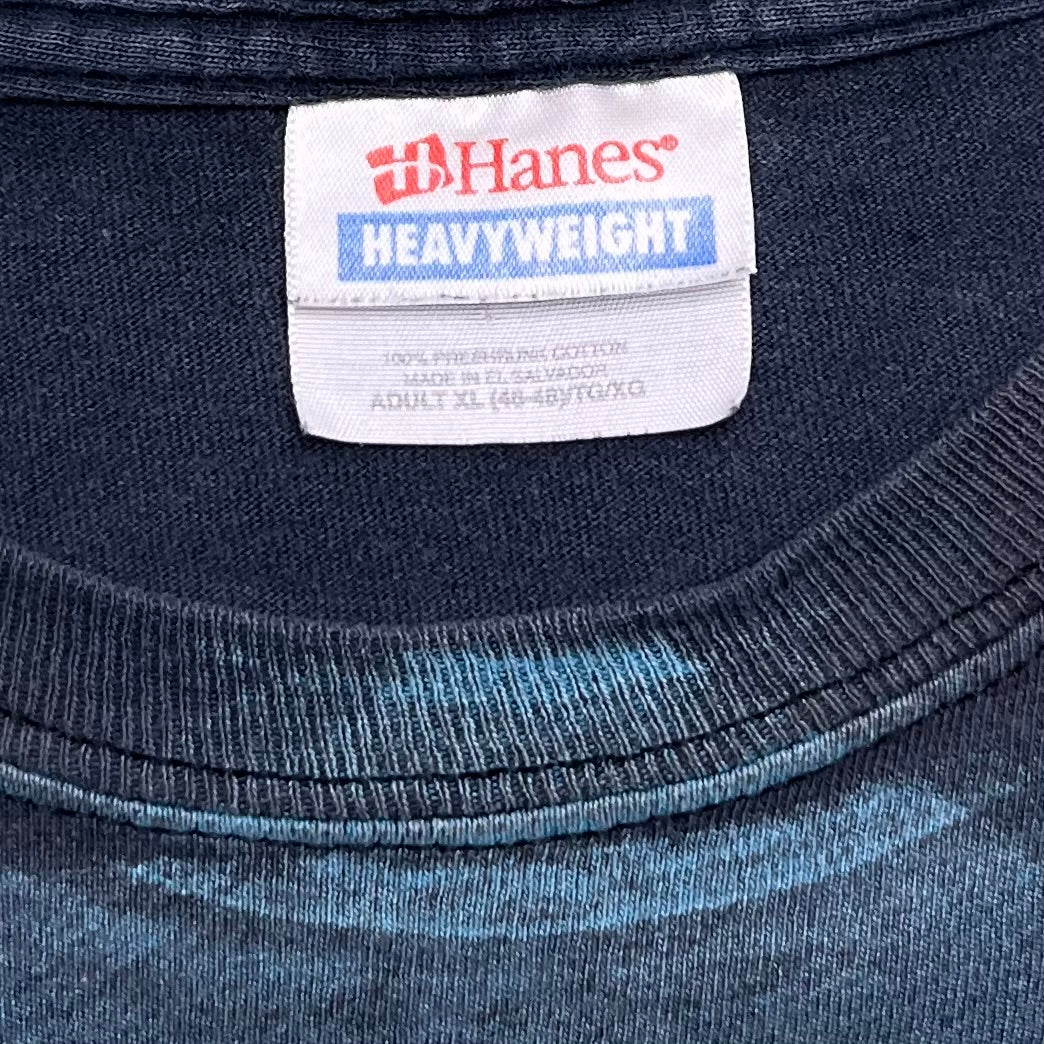 Hanes®
HEAVYWEIGHT
100% PRESHRUNK COTTON
MADE IN EL SALVADOR
ADULT XL (46-48)/TG/XG